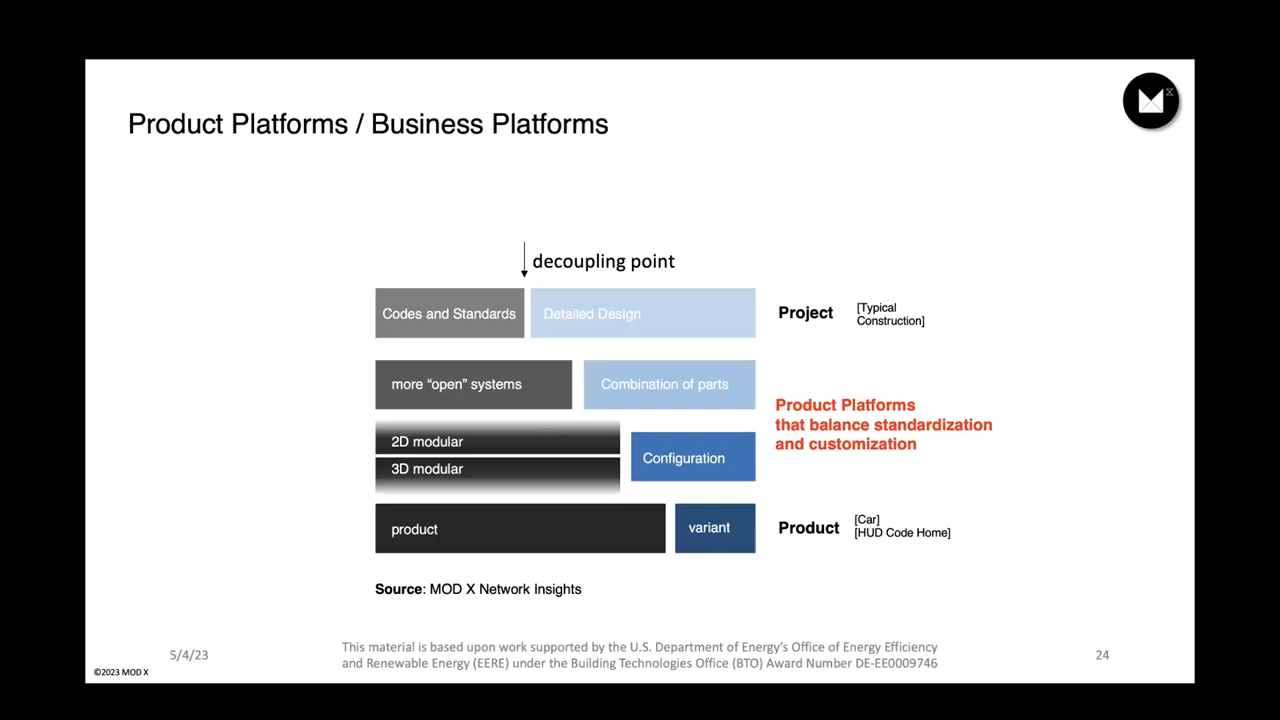 Product Platforms / Business Platforms
decoupling point
Codes and Standards
Detailed Design
Project
[Typical
Construction]
more “open” systems
Combination of parts
Product Platforms
that balance standardization
and customization
2D modular
3D modular
Configuration
product
variant
Product
[Car]
[HUD Code Home]
Source: MOD X Network Insights
5/4/23
This material is based upon work supported by the U.S. Department of Energy’s Office of Energy Efficiency
and Renewable Energy (EERE) under the Building Technologies Office (BTO) Award Number DE-EE0009746
24
©2023 MOD X